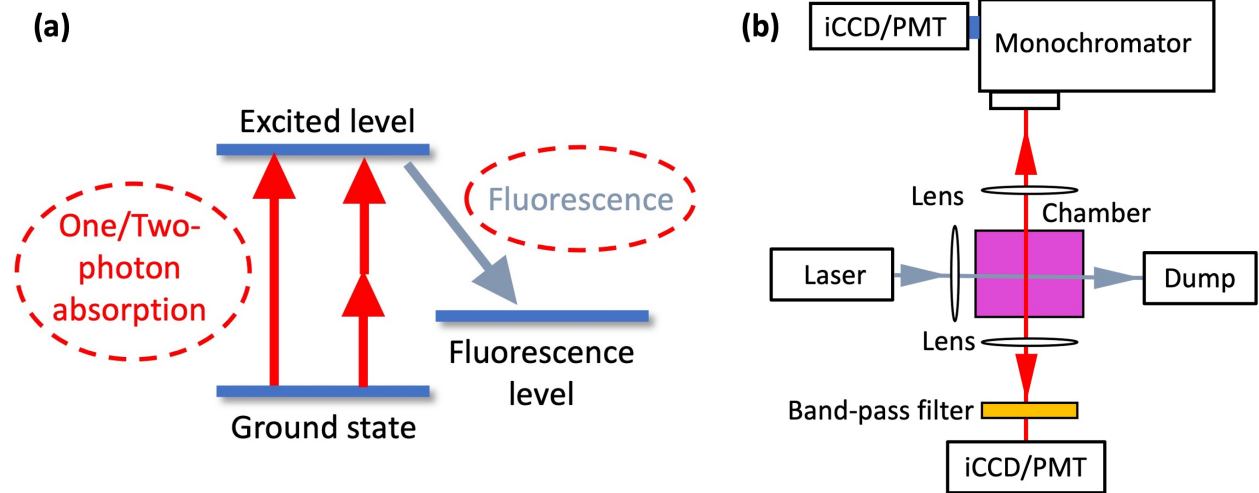 (a)
Excited level
One/Two-
photon
absorption
Fluorescence
Fluorescence
level
Ground state
(b)
iCCD/PMT
Monochromator
Lens
Chamber
Laser
Dump
Lens
Band-pass filter
iCCD/PMT